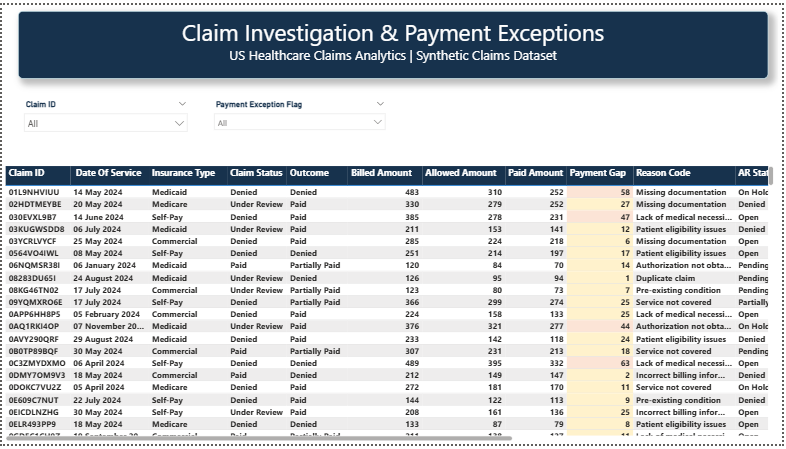 Claim Investigation & Payment Exceptions
US Healthcare Claims Analytics | Synthetic Claims Dataset
Claim ID Payment Exception Flag
All All
Claim ID Date Of Service Insurance Type Claim Status Outcome Billed Amount Allowed Amount Paid Amount Payment Gap Reason Code AR Stat
01L9NHVIUU 14 May 2024 Medicaid Denied Denied 483 310 252 58 Missing documentation On Hold
02HDTMEYBE 20 May 2024 Medicare Under Review Paid 330 279 252 27 Missing documentation Denied
030EVXL9B7 14 June 2024 Self-Pay Denied Paid 385 278 231 47 Lack of medical necessi... Open
03KUGWSDD8 06 July 2024 Medicaid Under Review Paid 211 153 141 12 Patient eligibility issues Denied
03YCRLVYCF 25 May 2024 Commercial Denied Paid 285 224 218 6 Missing documentation Open
0564VO4IWL 05 May 2024 Self-Pay Denied Denied 251 214 197 17 Patient eligibility issues Open
06NQMSR38I 06 January 2024 Medicaid Paid Partially Paid 120 84 70 14 Authorization not obta... Pending
08283DU65I 24 August 2024 Medicaid Under Review Denied 126 95 94 1 Duplicate claim Pending
08KG46TN02 17 July 2024 Commercial Under Review Partially Paid 123 80 73 7 Pre-existing condition Open
09YQMXRO6E 17 July 2024 Self-Pay Denied Partially Paid 366 299 274 25 Service not covered Partially
0APP6HH8P5 05 February 2024 Commercial Denied Paid 224 158 133 25 Lack of medical necessi... Open
0AQ1RKI4OP 07 November 20... Medicaid Under Review Paid 376 321 277 44 Authorization not obta... On Hold
0AVY290QRF 29 August 2024 Medicaid Denied Paid 233 142 118 24 Patient eligibility issues Denied
0B0TP89BQF 30 May 2024 Commercial Paid Partially Paid 307 231 213 18 Service not covered Pending
0C3ZMYDXMO 06 April 2024 Self-Pay Denied Denied 489 395 332 63 Lack of medical necessi... Open
0DMY7OM9V3 18 May 2024 Commercial Paid Denied 212 149 147 2 Incorrect billing infor... Denied
0DOKC7VU2Z 05 April 2024 Medicare Denied Paid 272 181 170 11 Service not covered On Hold
0E609C7NUT 22 July 2024 Self-Pay Denied Paid 144 122 113 9 Pre-existing condition Denied
0EICDLNZHG 30 May 2024 Self-Pay Under Review Paid 208 161 136 25 Incorrect billing infor... Open
0ELR493PP9 18 May 2024 Medicare Denied Denied 133 87 79 8 Patient eligibility issues Open